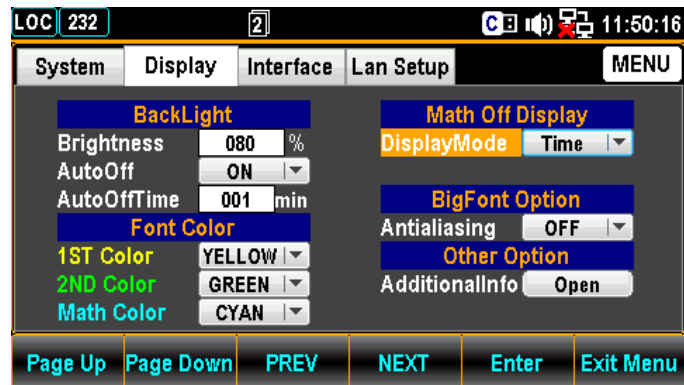 LOC 232 2 C 11:50:16
System Display Interface Lan Setup MENU
BackLight
Brightness 080 %
AutoOff ON
AutoOffTime 001 min
Font Color
1ST Color YELLOW
2ND Color GREEN
Math Color CYAN
Math Off Display
DisplayMode Time
BigFont Option
Antialiasing OFF
Other Option
AdditionalInfo Open
Page Up Page Down PREV NEXT Enter Exit Menu